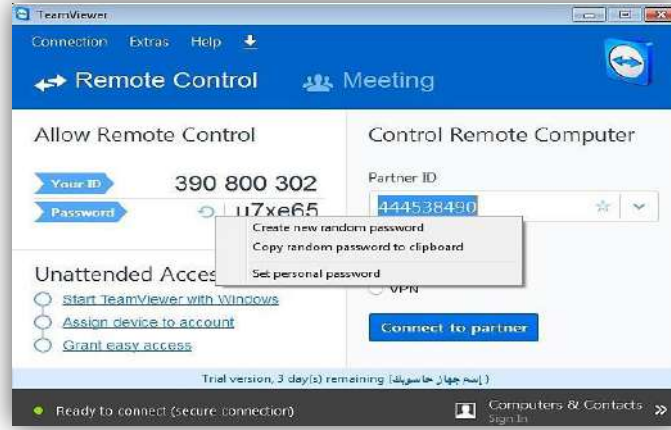 TeamViewer
Connection Extras Help
Remote Control Meeting
Allow Remote Control
Your ID 390 800 302
Password u7xe65
Control Remote Computer
Partner ID
444538490
Create new random password
Copy random password to clipboard
Set personal password
VPN
Connect to partner
Unattended Acces
Start TeamViewer with Windows
Assign device to account
Grant easy access
Trial version, 3 day(s) remaining (إسم جهاز حاسوبك)
Ready to connect (secure connection)
Computers & Contacts
Sign In